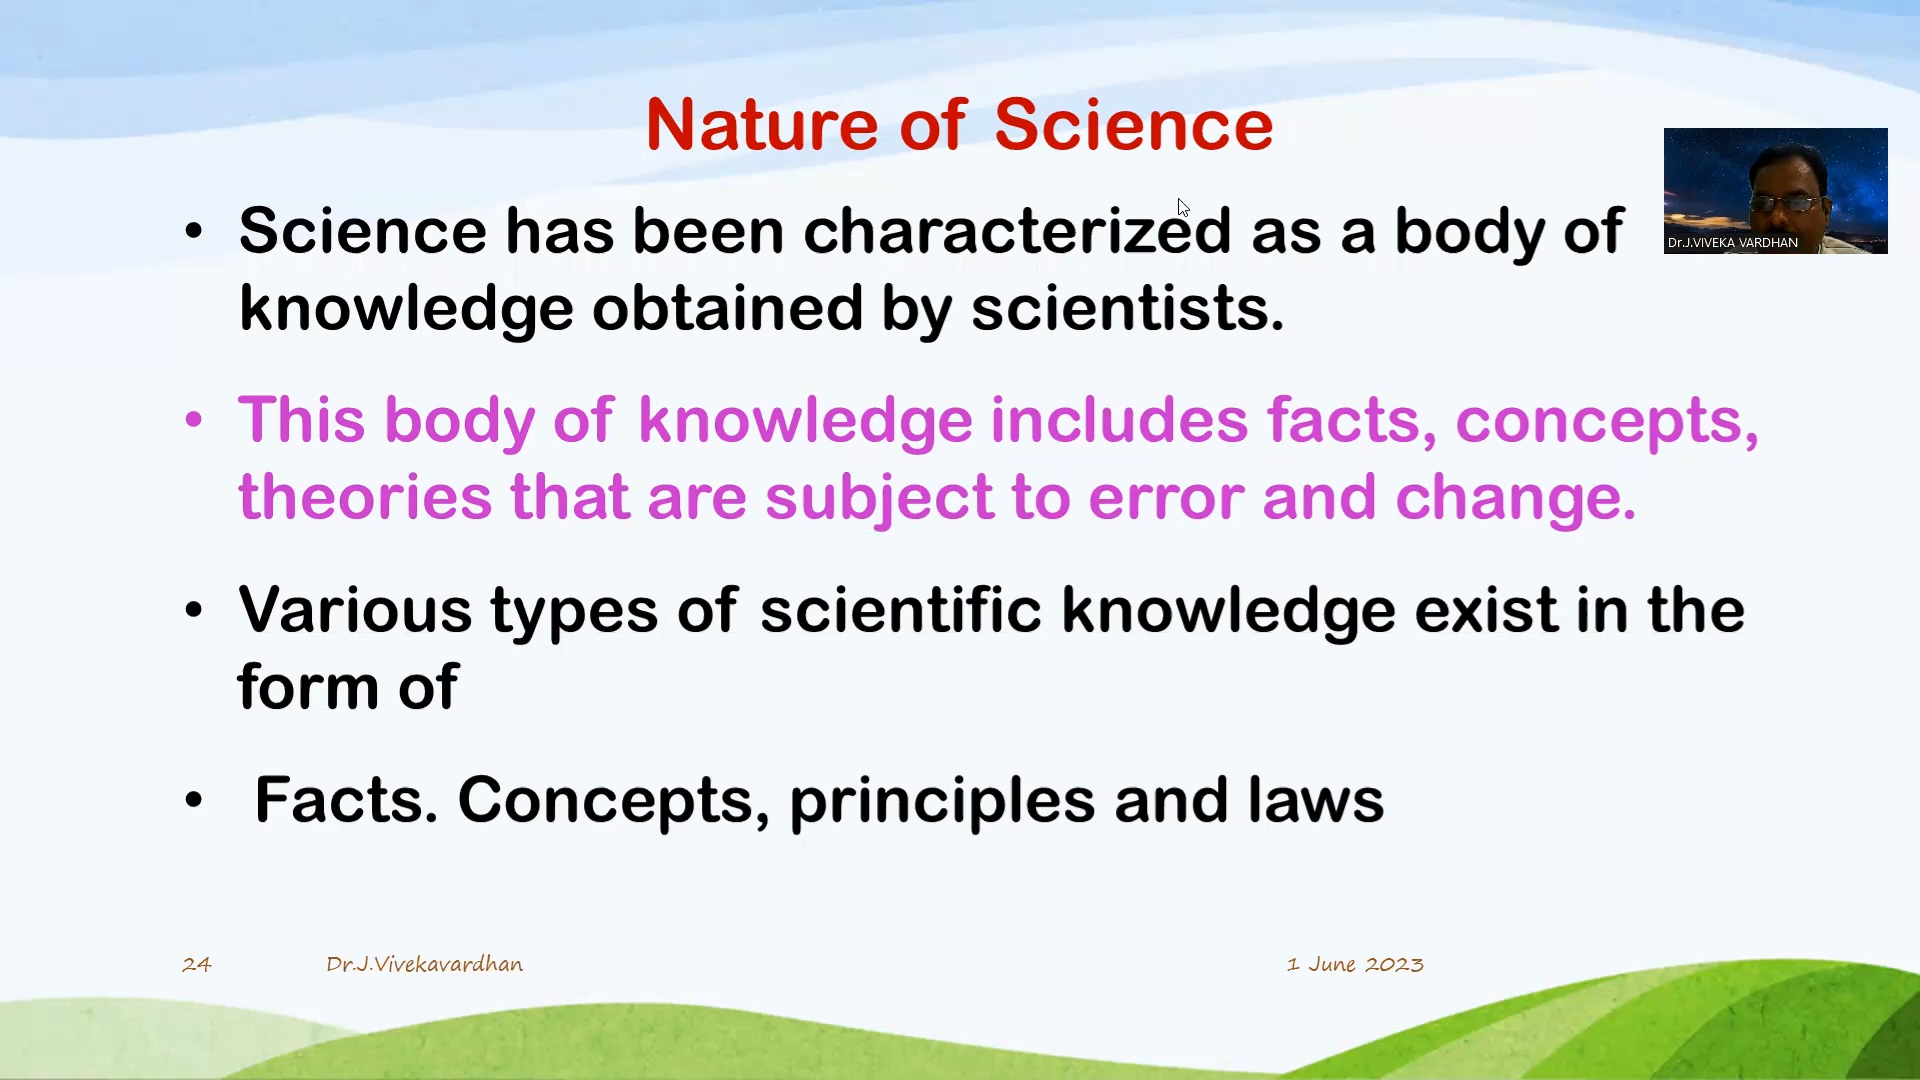 Nature of Science
• Science has been characterized as a body of
knowledge obtained by scientists.
Dr.J.VIVEKA VARDHAN
• This body of knowledge includes facts, concepts,
theories that are subject to error and change.
• Various types of scientific knowledge exist in the
form of
• Facts. Concepts, principles and laws
24 Dr.J.Vivekavardhan 1 June 2023